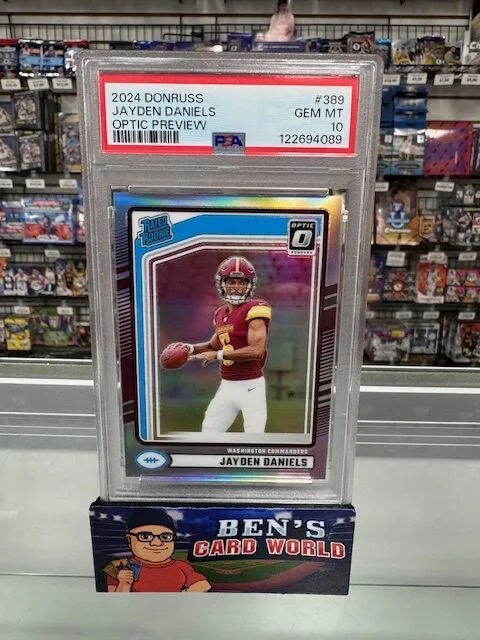 2024 DONRUSS #389
JAYDEN DANIELS GEM MT
OPTIC PREVIEW 10
PSA 122694089
RATED
ROOKIE
OPTIC
DONRUSS
WASHINGTON COMMANDERS
JAYDEN DANIELS
BEN'S
CARD WORLD